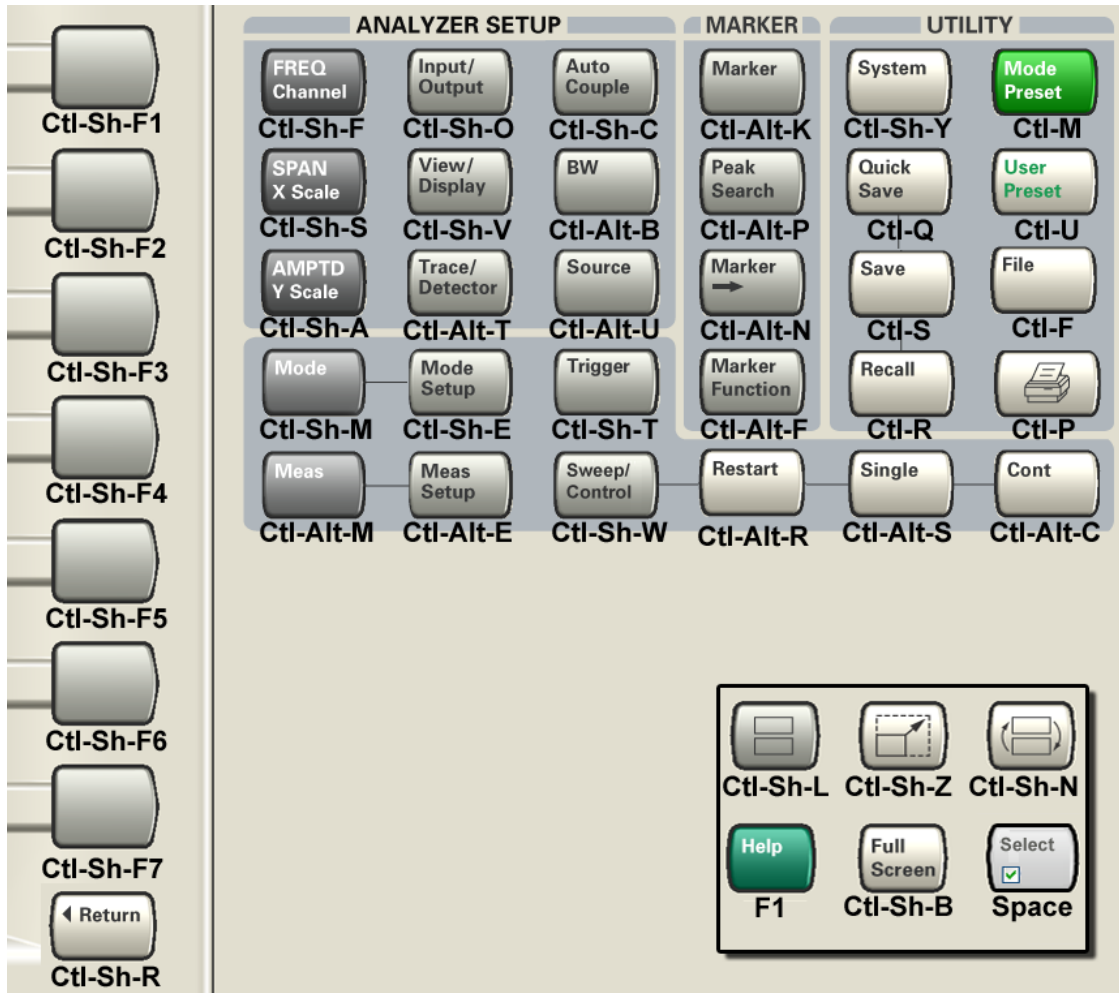 ANALYZER SETUP
MARKER
UTILITY
FREQ
Channel
Input/
Output
Auto
Couple
Marker
System
Mode
Preset
Ctl-Sh-F1
Ctl-Sh-F
Ctl-Sh-O
Ctl-Sh-C
Ctl-Alt-K
Ctl-Sh-Y
Ctl-M
SPAN
X Scale
View/
Display
BW
Peak
Search
Quick
Save
User
Preset
Ctl-Sh-F2
Ctl-Sh-S
Ctl-Sh-V
Ctl-Alt-B
Ctl-Alt-P
Ctl-Q
Ctl-U
AMPTD
Y Scale
Trace/
Detector
Source
Marker
Save
File
Ctl-Sh-A
Ctl-Alt-T
Ctl-Alt-U
Ctl-Alt-N
Ctl-S
Ctl-F
Ctl-Sh-F3
Mode
Mode
Setup
Trigger
Marker
Function
Recall
Ctl-Sh-M
Ctl-Sh-E
Ctl-Sh-T
Ctl-Alt-F
Ctl-R
Ctl-P
Ctl-Sh-F4
Meas
Meas
Setup
Sweep/
Control
Restart
Single
Cont
Ctl-Alt-M
Ctl-Alt-E
Ctl-Sh-W
Ctl-Alt-R
Ctl-Alt-S
Ctl-Alt-C
Ctl-Sh-F5
Ctl-Sh-F6
Ctl-Sh-L
Ctl-Sh-Z
Ctl-Sh-N
Ctl-Sh-F7
Help
Full
Screen
Select
F1
Ctl-Sh-B
Space
Return
Ctl-Sh-R